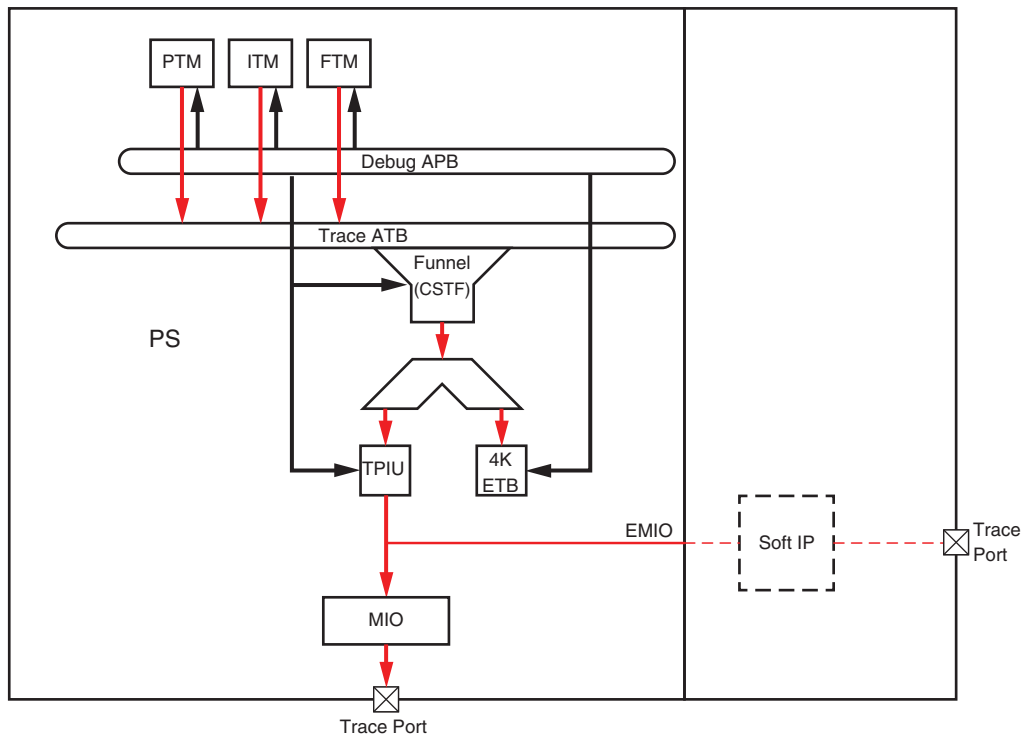 PTM
ITM
FTM
Debug APB
Trace ATB
Funnel
(CSTF)
PS
TPIU
4K
ETB
EMIO
Soft IP
Trace
Port
MIO
Trace Port